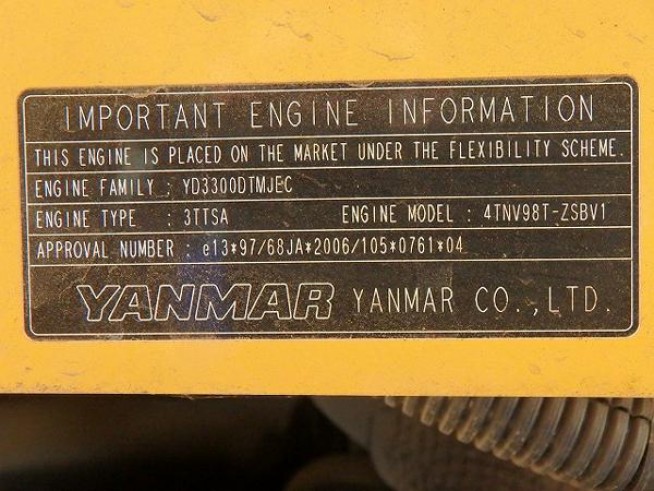 IMPORTANT ENGINE INFORMATION
THIS ENGINE IS PLACED ON THE MARKET UNDER THE FLEXIBILITY SCHEME.
ENGINE FAMILY : YD3300DTMJEC
ENGINE TYPE : 3TTSA ENGINE MODEL : 4TNV98T-ZSBV1
APPROVAL NUMBER : e13*97/68JA*2006/105*0761*04
YANMAR YANMAR CO.,LTD.